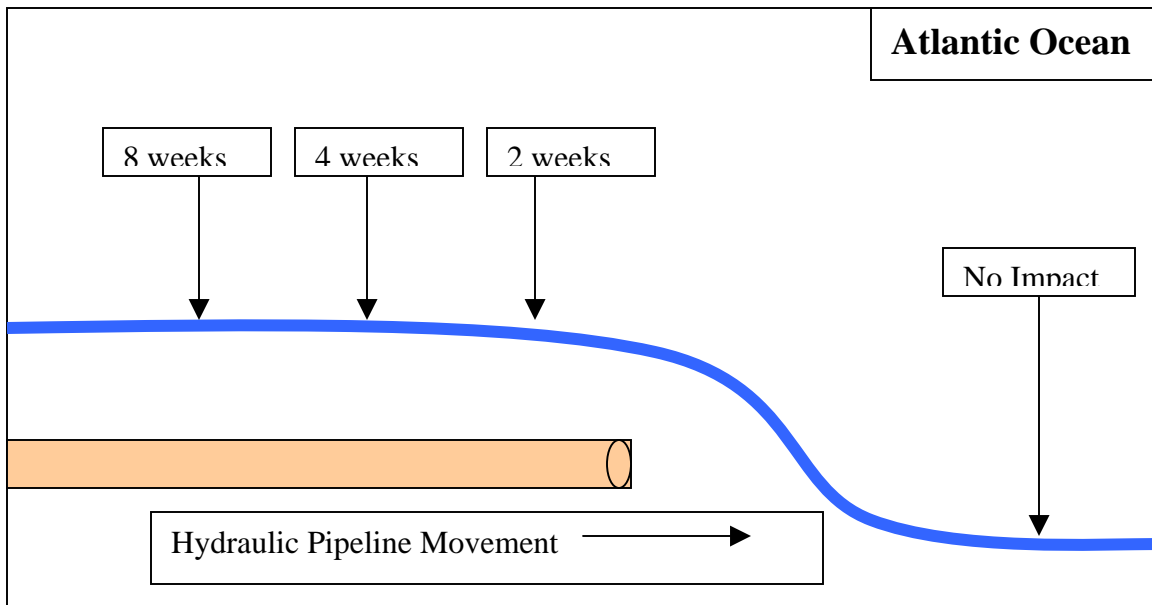 Atlantic Ocean
8 weeks
4 weeks
2 weeks
No Impact
Hydraulic Pipeline Movement